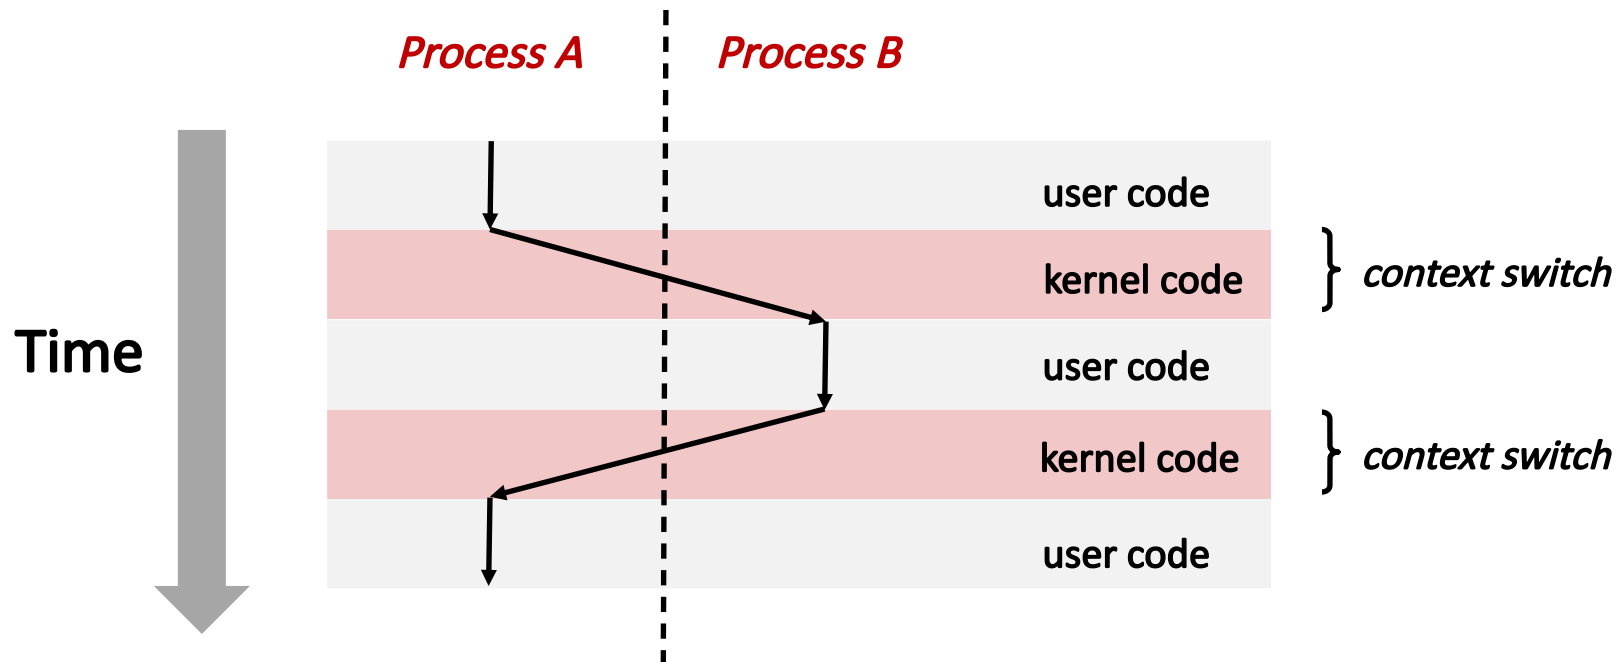 Process A
Process B
user code
kernel code
context switch
Time
user code
kernel code
context switch
user code